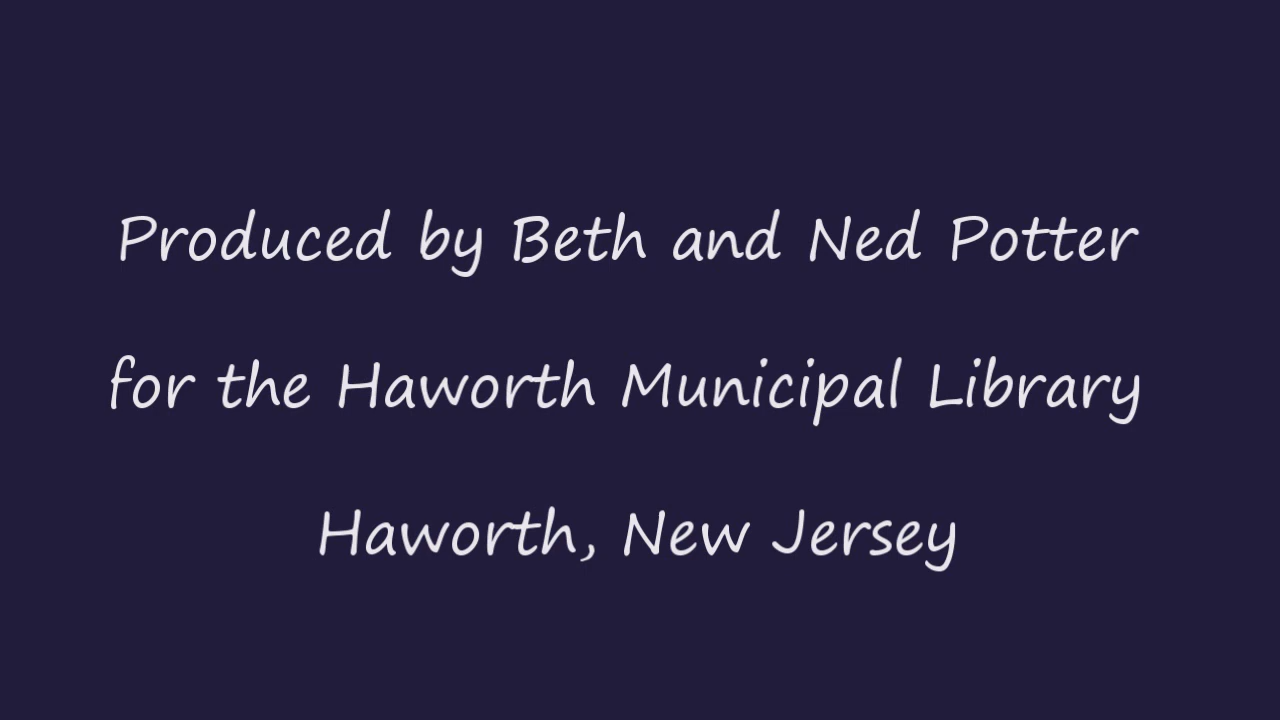 Produced by Beth and Ned Potter
for the Haworth Municipal Library
Haworth, New Jersey